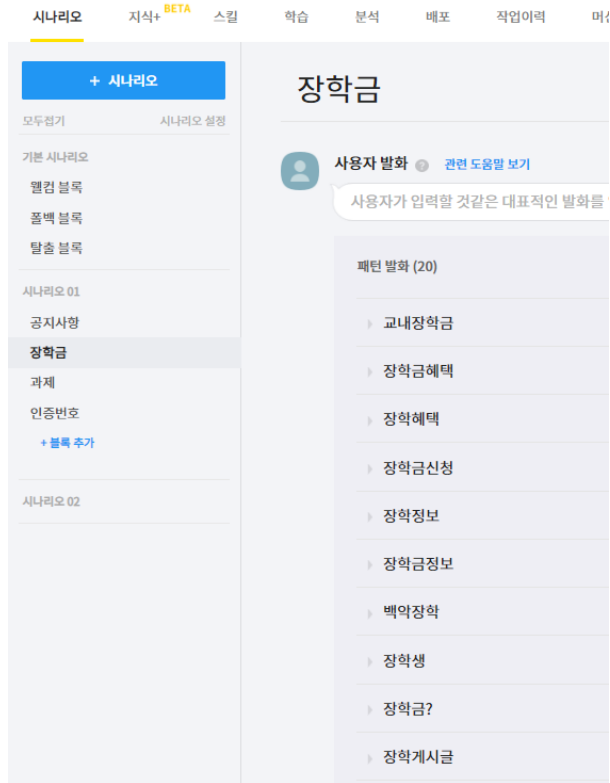 시나리오 지식+ BETA 스킬 학습 분석 배포 작업이력
+ 시나리오
모두접기 시나리오 설정
기본 시나리오
웰컴 블록
폴백 블록
탈출 블록
시나리오 01
공지사항
장학금
과제
인증번호
+ 블록 추가
시나리오 02
장학금
사용자 발화 ? 관련 도움말 보기
사용자가 입력할 것같은 대표적인 발화를
패턴 발화 (20)
교내장학금
장학금혜택
장학혜택
장학금신청
장학정보
장학금정보
백악장학
장학생
장학금?
장학게시글